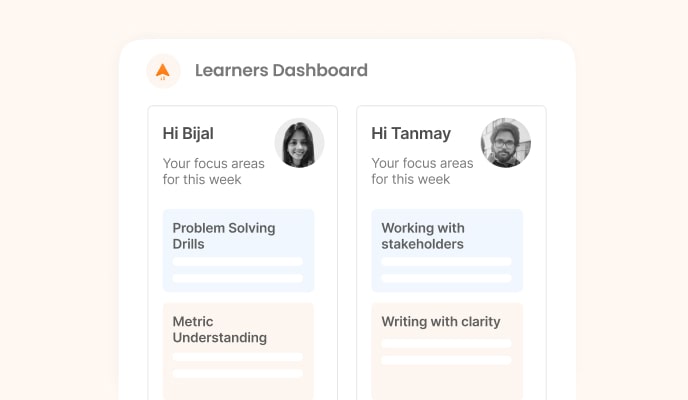 Learners Dashboard
Hi Bijal
Your focus areas
for this week
Problem Solving
Drills
Metric
Understanding
Hi Tanmay
Your focus areas
for this week
Working with
stakeholders
Writing with clarity